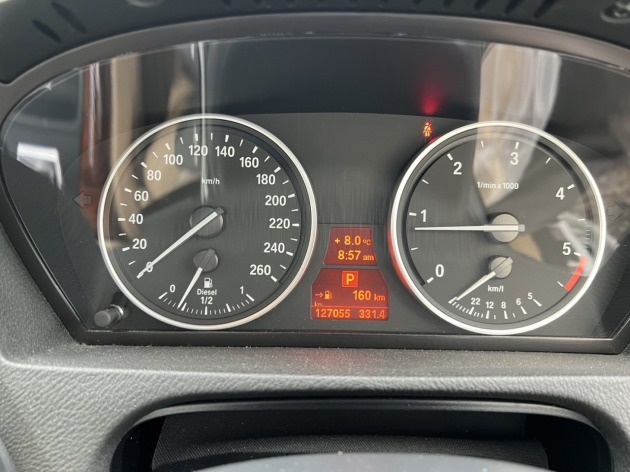 120
100
140
80
160
60
km/h
180
40
200
20
220
0
240
260
0
Diesel
1/2
1
+ 8.0 °C
8:57 am
P
160 km
km
127055 331.4
3
2
1/min x 1000
4
1
5
0
km/l
22 12 8 6 5